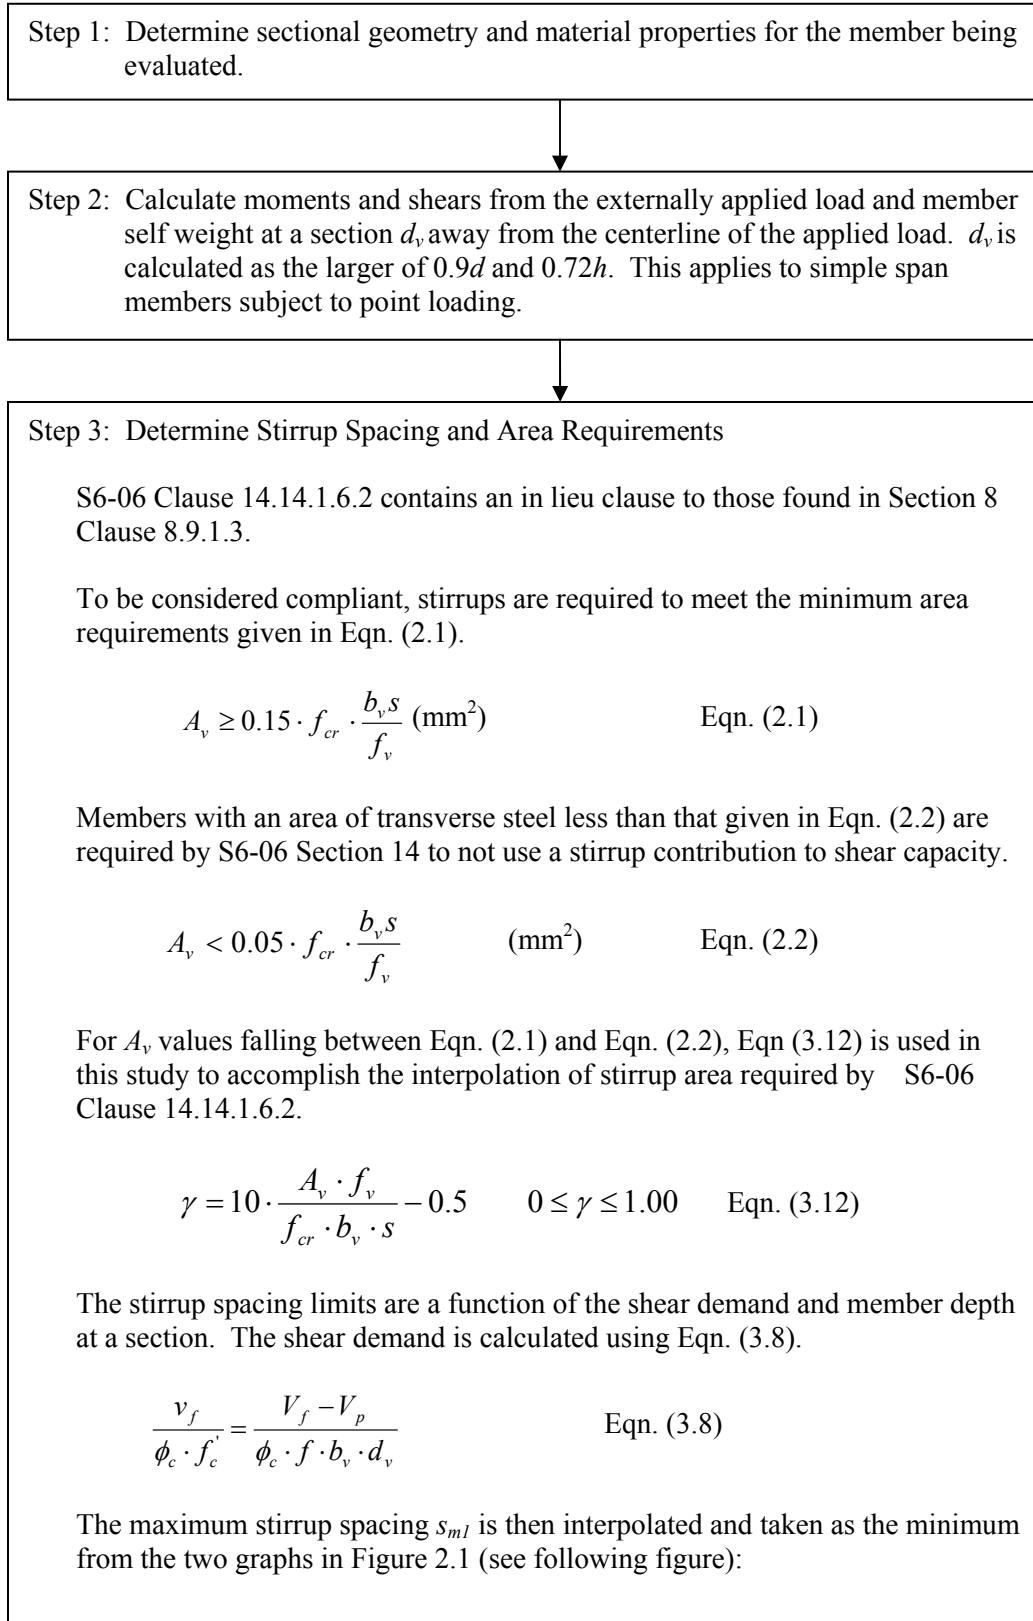 Step 1: Determine sectional geometry and material properties for the member being
evaluated.
Step 2: Calculate moments and shears from the externally applied load and member
self weight at a section d_v away from the centerline of the applied load. d_v is
calculated as the larger of 0.9d and 0.72h. This applies to simple span
members subject to point loading.
Step 3: Determine Stirrup Spacing and Area Requirements
S6-06 Clause 14.14.1.6.2 contains an in lieu clause to those found in Section 8
Clause 8.9.1.3.
To be considered compliant, stirrups are required to meet the minimum area
requirements given in Eqn. (2.1).
A_v ≥ 0.15 · f_cr · b_v s / f_v (mm²) Eqn. (2.1)
Members with an area of transverse steel less than that given in Eqn. (2.2) are
required by S6-06 Section 14 to not use a stirrup contribution to shear capacity.
A_v < 0.05 · f_cr · b_v s / f_v (mm²) Eqn. (2.2)
For A_v values falling between Eqn. (2.1) and Eqn. (2.2), Eqn (3.12) is used in
this study to accomplish the interpolation of stirrup area required by S6-06
Clause 14.14.1.6.2.
γ = 10 · A_v · f_v / f_cr · b_v · s − 0.5 0 ≤ γ ≤ 1.00 Eqn. (3.12)
The stirrup spacing limits are a function of the shear demand and member depth
at a section. The shear demand is calculated using Eqn. (3.8).
v_f / ϕ_c · f_c' = V_f − V_p / ϕ_c · f · b_v · d_v Eqn. (3.8)
The maximum stirrup spacing s_m1 is then interpolated and taken as the minimum
from the two graphs in Figure 2.1 (see following figure):